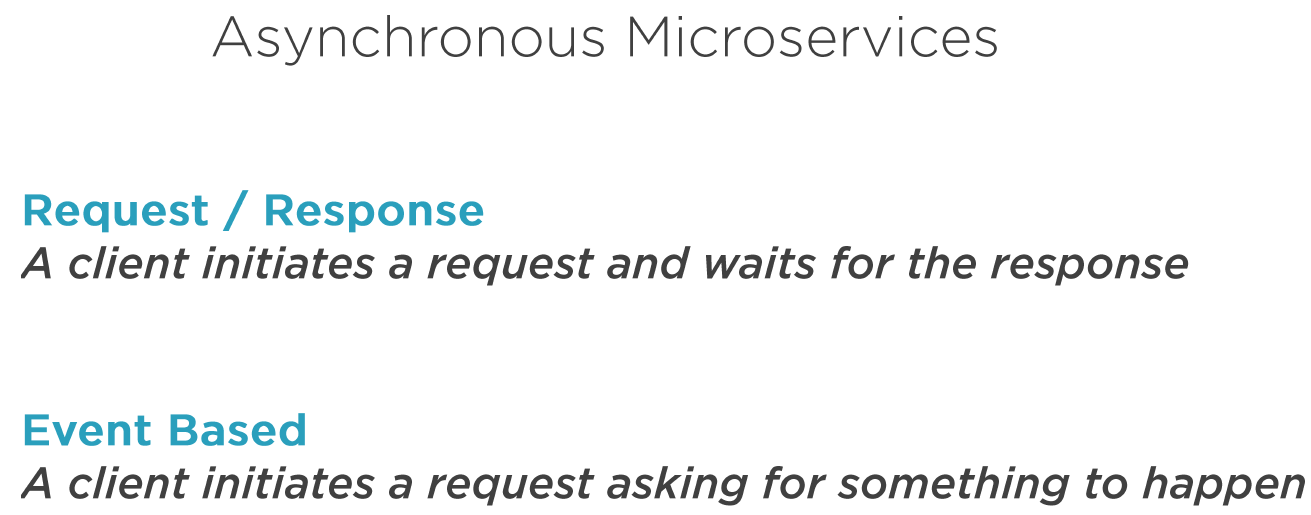 Asynchronous Microservices
Request / Response
A client initiates a request and waits for the response
Event Based
A client initiates a request asking for something to happen